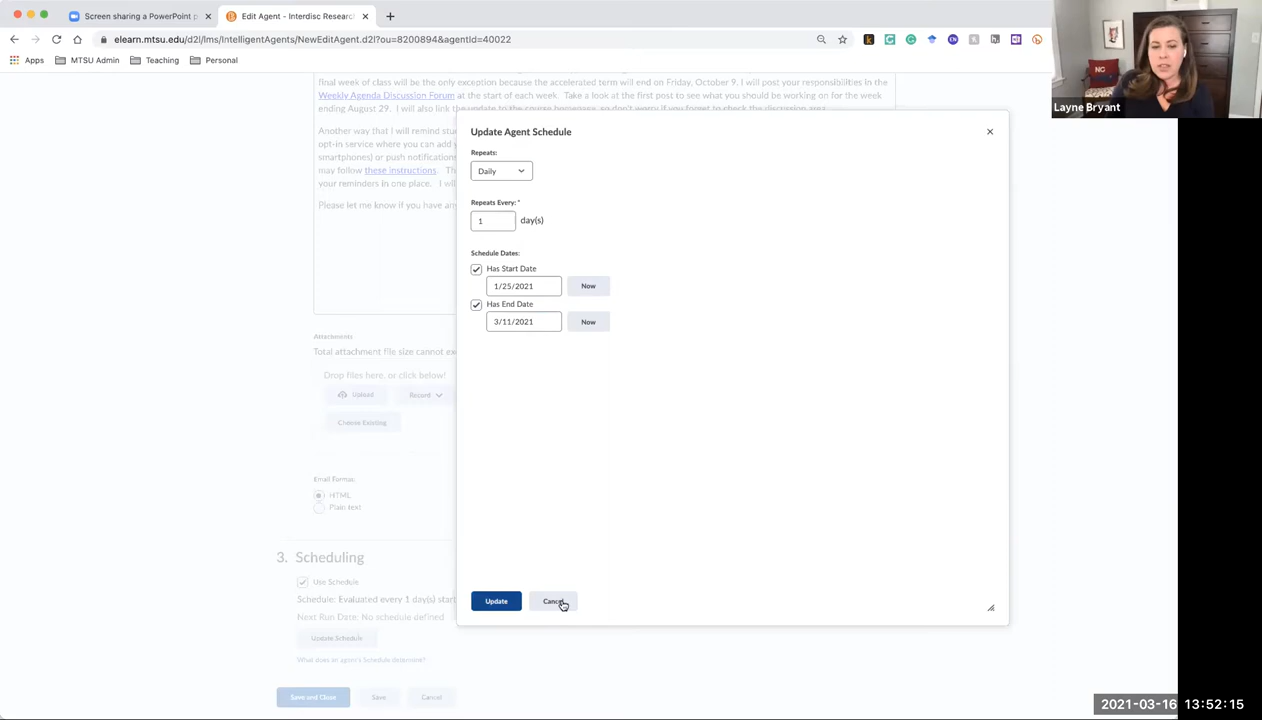 Screen sharing a PowerPoint p
Edit Agent - Interdisc Researc
elearn.mtsu.edu/d2l/lms/IntelligentAgents/NewEditAgent.d2l?ou=8200894&agentId=40022
Apps
MTSU Admin
Teaching
Personal
Layne Bryant
final week of class will be the only exception because the accelerated term will end on Friday, October 9. I will post your responsibilities in the
Weekly Agenda Discussion Forum at the start of each week. Take a look at the first post to see what you should be working on for the week
ending August 29. I will also link the update to the course homepage, so don't worry if you forget to check the discussion area.
Another way that I will remind stu
opt-in service where you can add y
smartphones) or push notification
may follow these instructions. Th
your reminders in one place. I wil
Please let me know if you have any
Update Agent Schedule
Repeats:
Daily
Repeats Every: *
1 day(s)
Schedule Dates:
Has Start Date
1/25/2021 Now
Has End Date
3/11/2021 Now
Update Cancel
Attachments
Total attachment file size cannot exc
Drop files here, or click below!
Upload Record
Choose Existing
Email Format
HTML
Plain text
3. Scheduling
Use Schedule
Schedule: Evaluated every 1 day(s) start
Next Run Date: No schedule defined
Update Schedule
What does an agent's Schedule determine?
Save and Close Save Cancel
2021-03-16 13:52:15